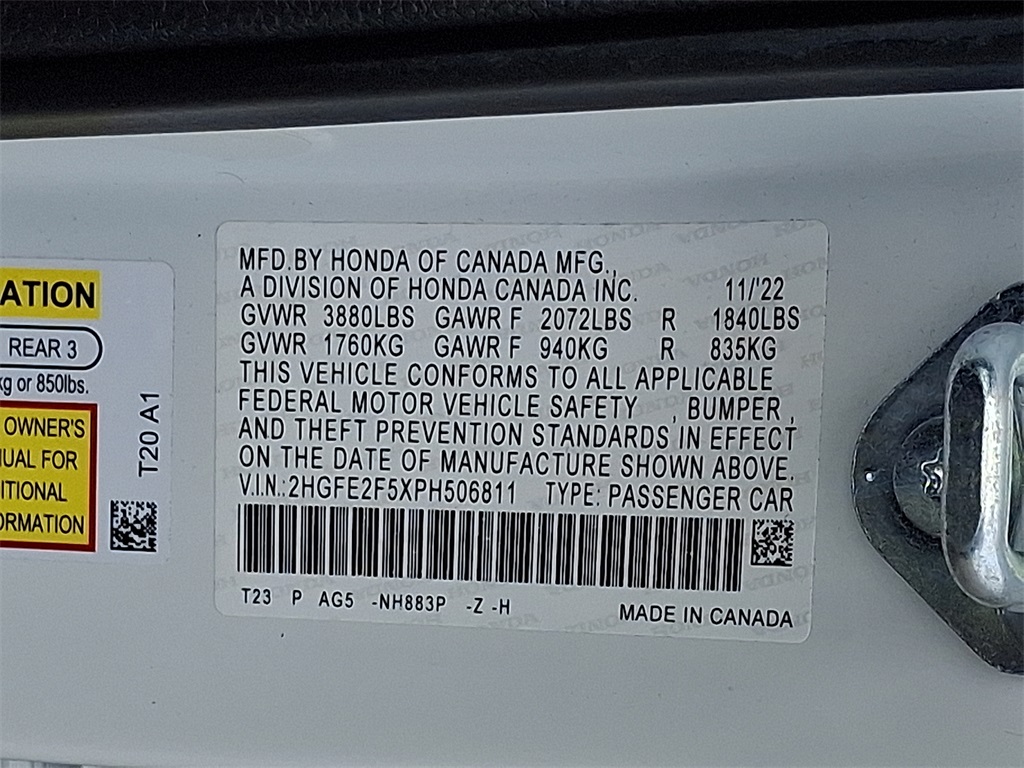 ATION
REAR 3
kg or 850lbs.
OWNER'S
UAL FOR
ITIONAL
ORMATION
T20 A1
MFD.BY HONDA OF CANADA MFG.,
A DIVISION OF HONDA CANADA INC. 11/'22
GVWR 3880LBS GAWR F 2072LBS R 1840LBS
GVWR 1760KG GAWR F 940KG R 835KG
THIS VEHICLE CONFORMS TO ALL APPLICABLE
FEDERAL MOTOR VEHICLE SAFETY , BUMPER ,
AND THEFT PREVENTION STANDARDS IN EFFECT
ON THE DATE OF MANUFACTURE SHOWN ABOVE.
V.I.N.:2HGFE2F5XPH506811 TYPE: PASSENGER CAR
T23 P AG5 -NH883P -Z -H MADE IN CANADA